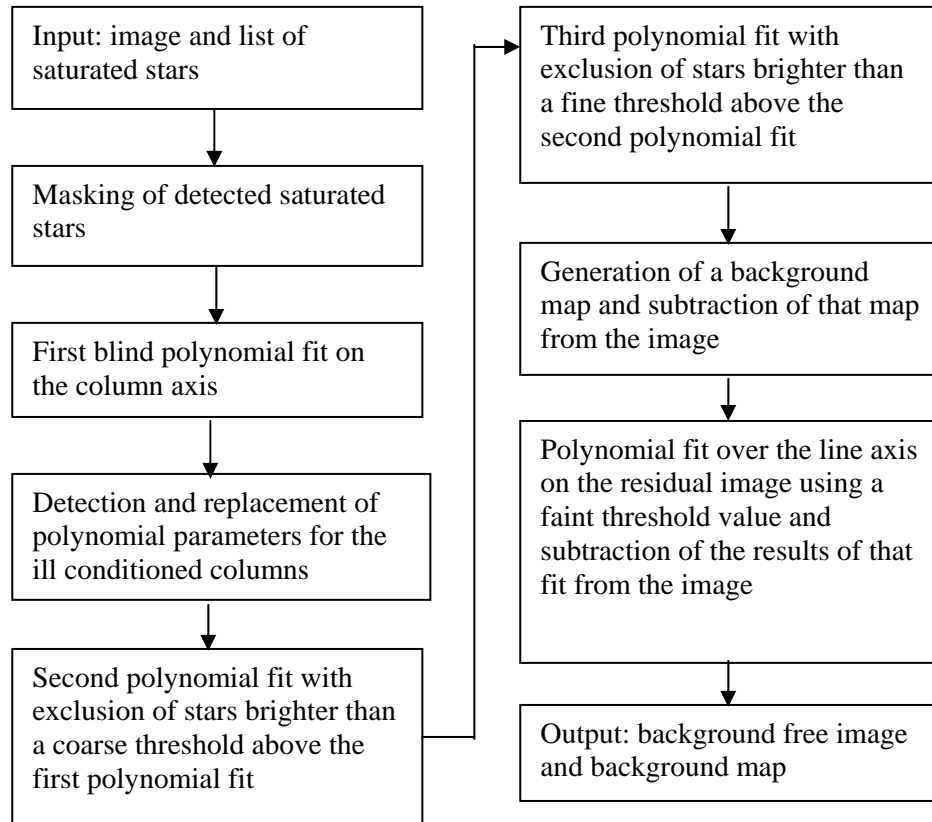 Input: image and list of
saturated stars
Masking of detected saturated
stars
First blind polynomial fit on
the column axis
Detection and replacement of
polynomial parameters for the
ill conditioned columns
Second polynomial fit with
exclusion of stars brighter than
a coarse threshold above the
first polynomial fit
Third polynomial fit with
exclusion of stars brighter than
a fine threshold above the
second polynomial fit
Generation of a background
map and subtraction of that map
from the image
Polynomial fit over the line axis
on the residual image using a
faint threshold value and
subtraction of the results of that
fit from the image
Output: background free image
and background map